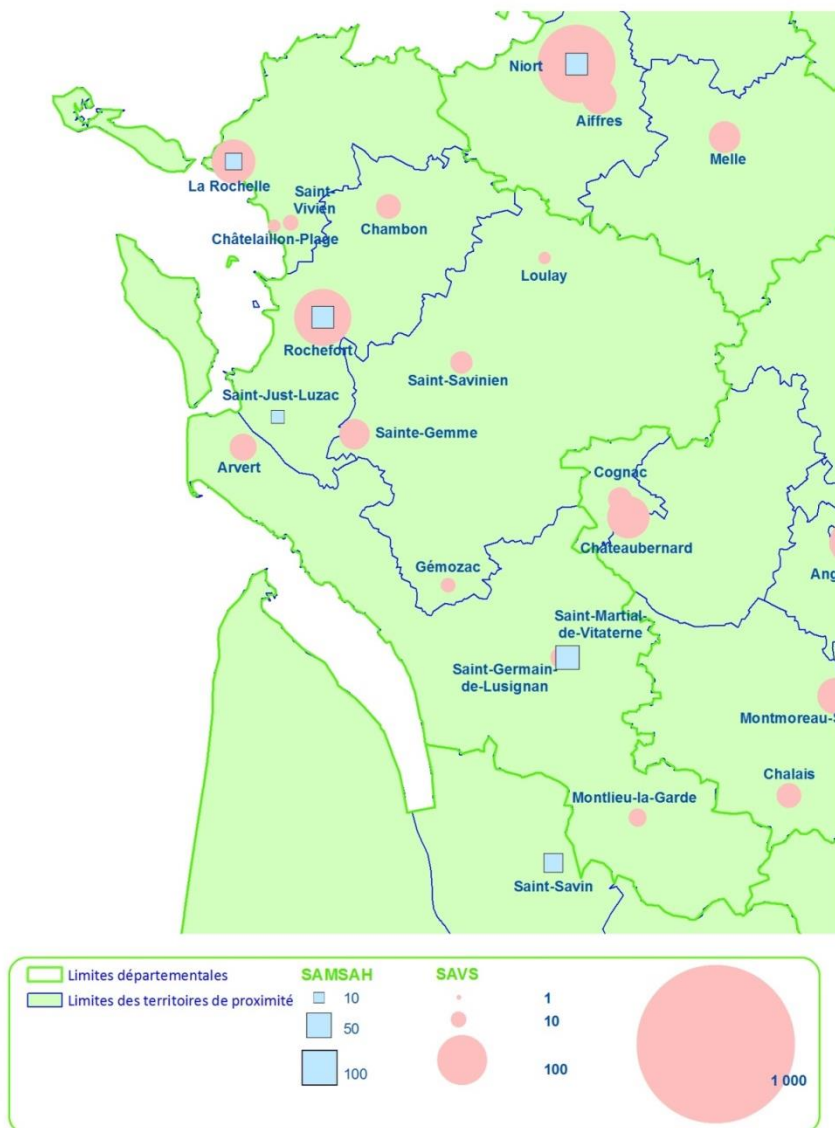 Niort
Aiffres
Melle
La Rochelle
Saint-
Vivien
Châtelaillon-Plage
Chambon
Loulay
Rochefort
Saint-Savinien
Saint-Just-Luzac
Sainte-Gemme
Arvert
Cognac
Châteaubernard
Ang
Gémozac
Saint-Martial-
de-Vitaterne
Saint-Germain-
de-Lusignan
Montmoreau-S
Chalais
Montlieu-la-Garde
Saint-Savin
Limites départementales
Limites des territoires de proximité
SAMSAH
10
50
100
SAVS
1
10
100
1 000